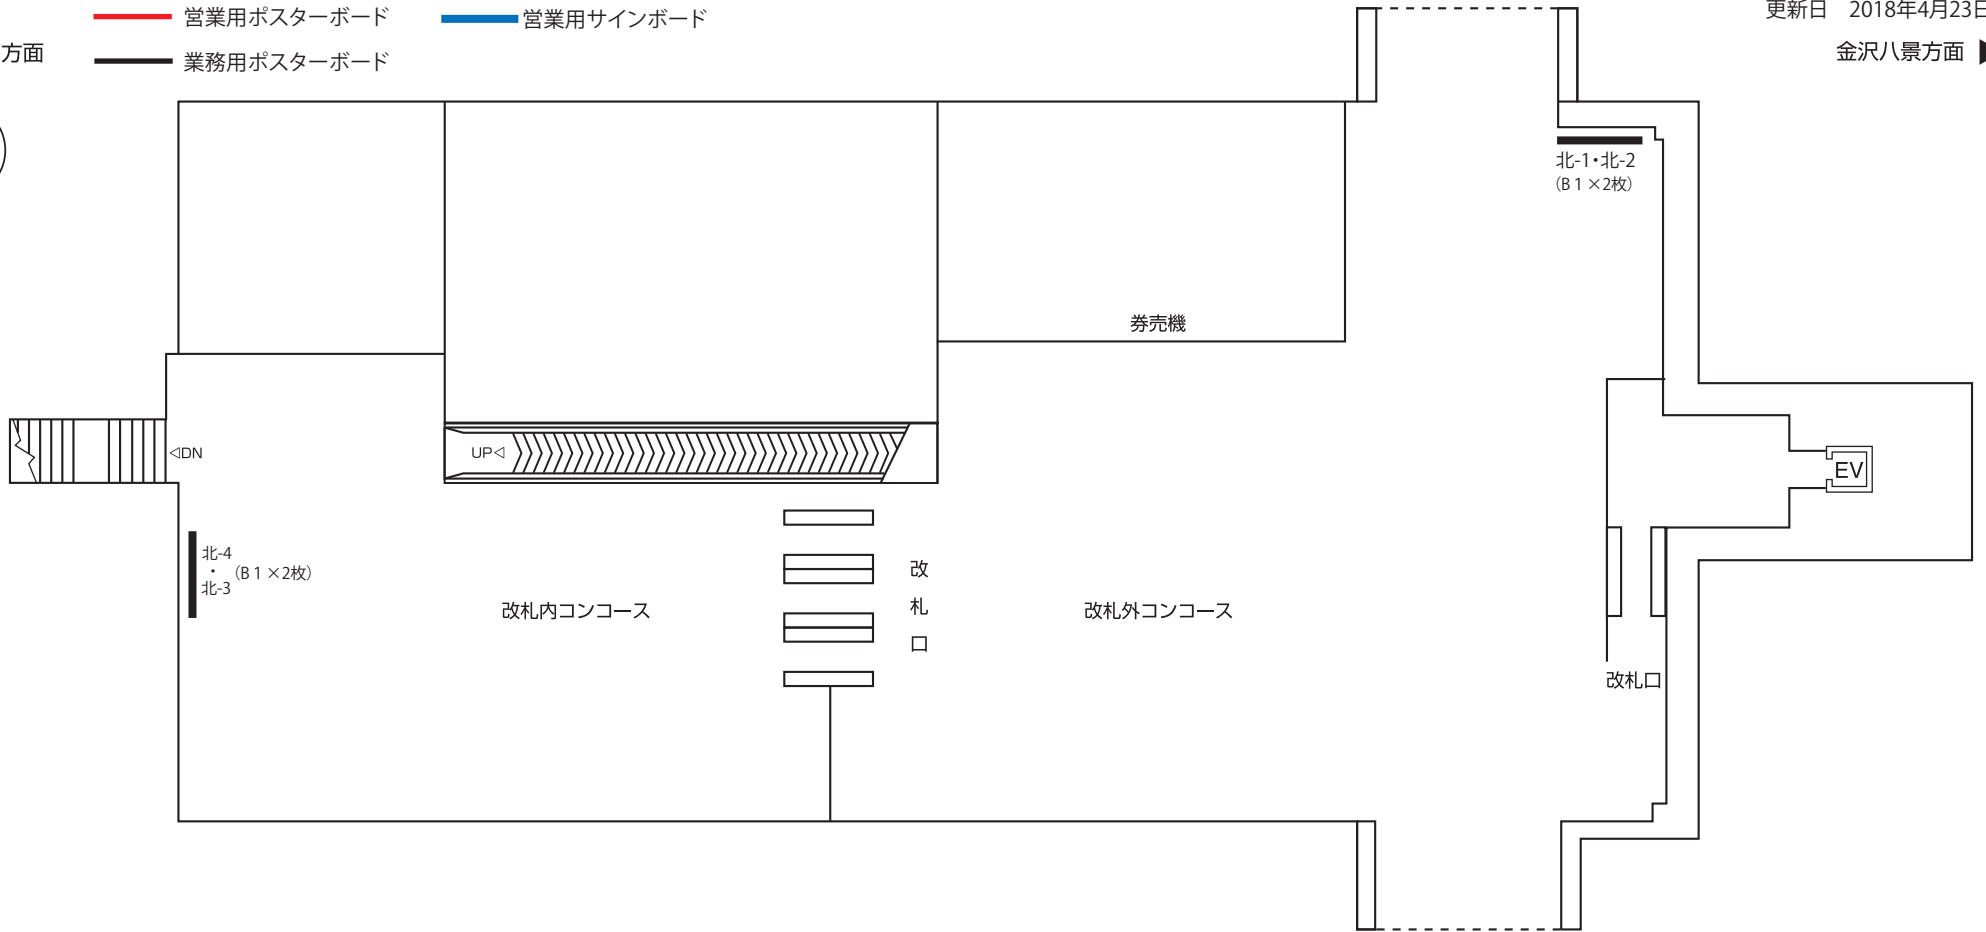 営業用ポスターボード
営業用サインボード
更新日　2018年4月23日
方面
業務用ポスターボード
金沢八景方面 ▶
北-1・北-2
（B 1 ×2枚）
券売機
◁DN
UP◁
EV
北-4
・
北-3
（B 1 ×2枚）
改札内コンコース
改札口
改札外コンコース
改札口